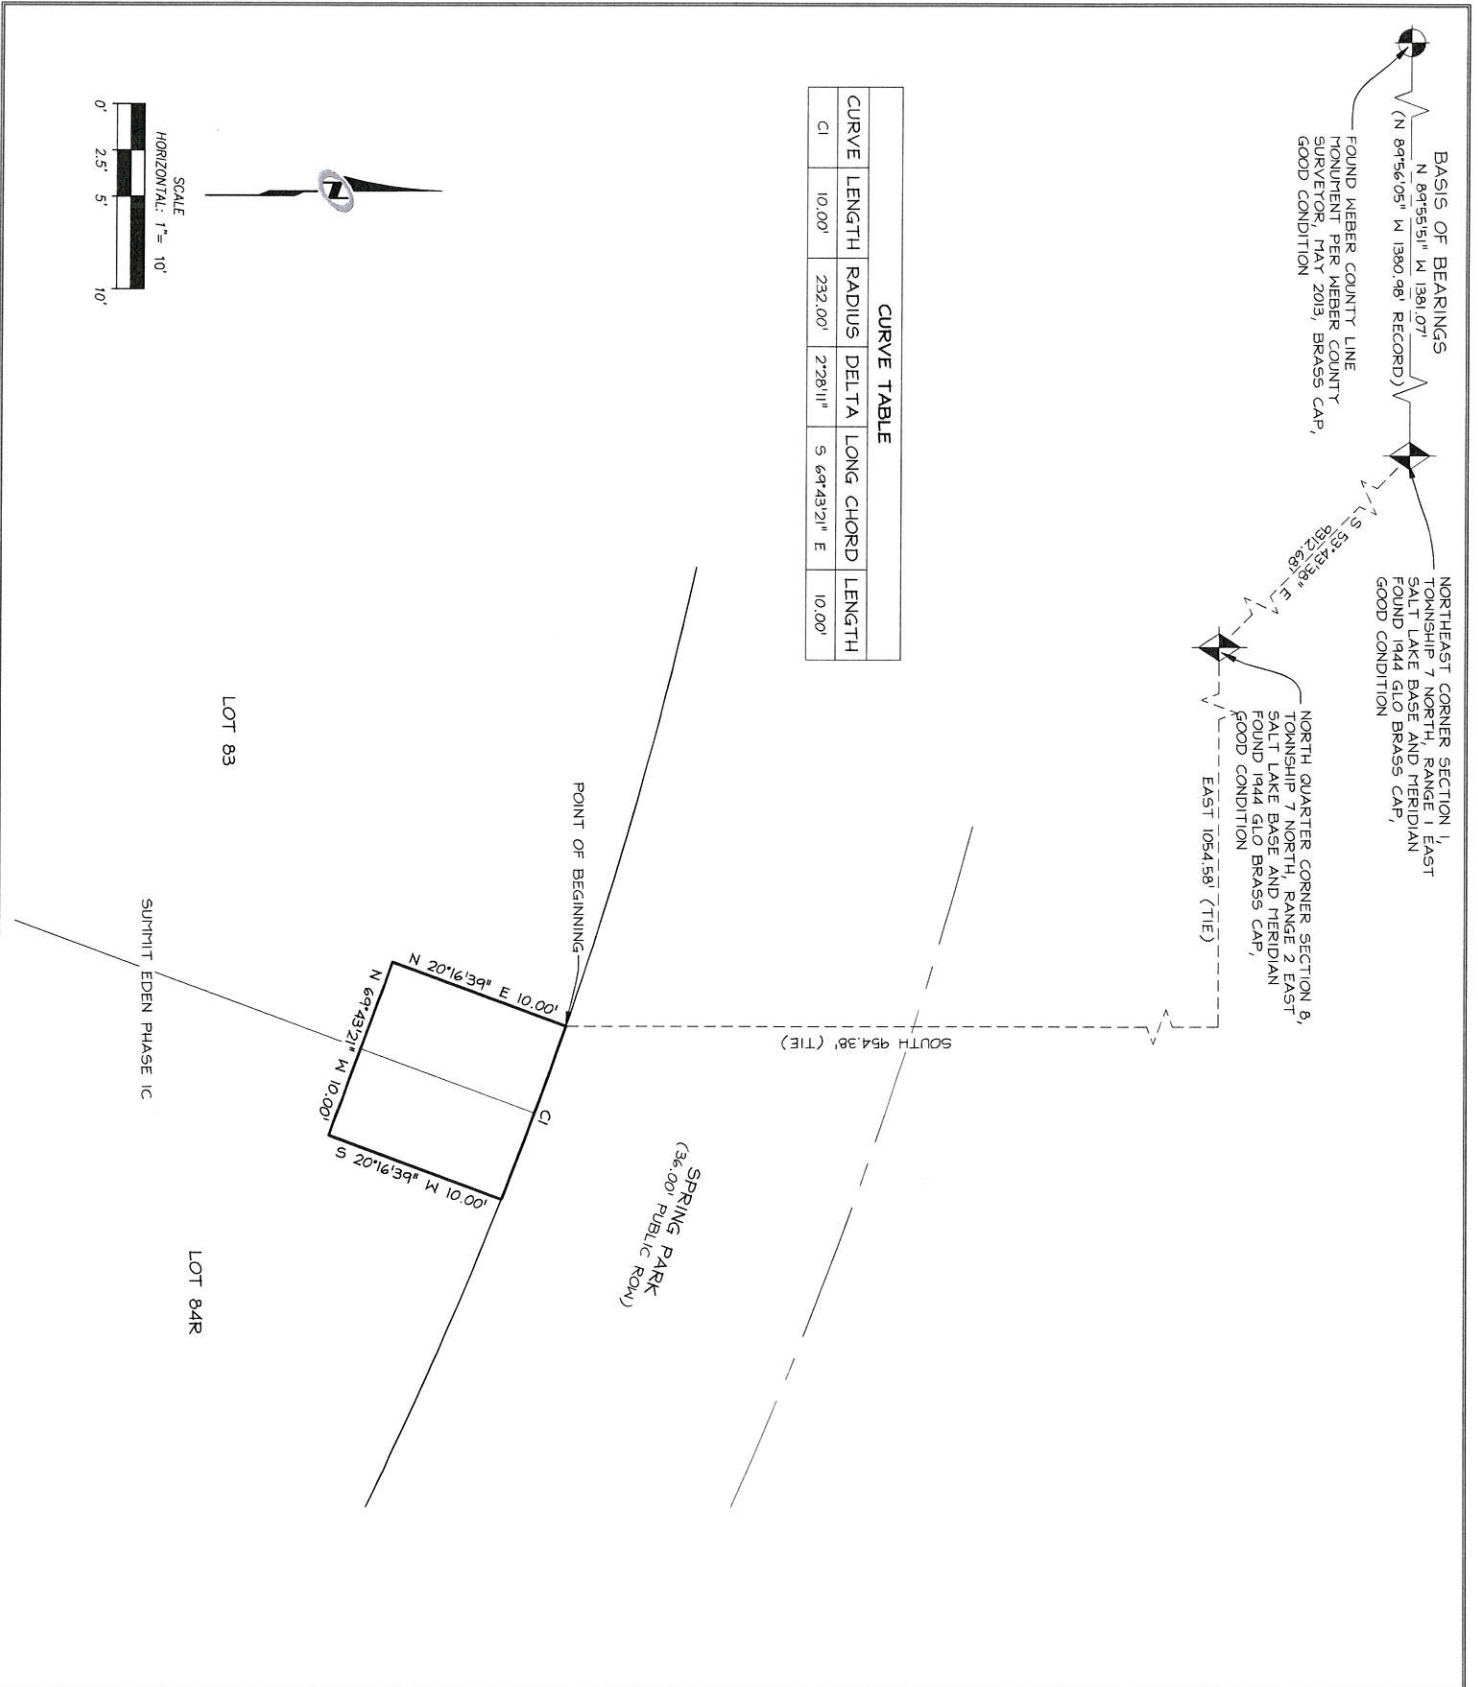 BASIS OF BEARINGS
N 89°55'51" W 1381.07'
(N 89°56'05" W 1380.98' RECORD)
FOUND WEBER COUNTY LINE
MONUMENT PER WEBER COUNTY
SURVEYOR, MAY 2013, BRASS CAP,
GOOD CONDITION
NORTHEAST CORNER SECTION 1,
TOWNSHIP 7 NORTH, RANGE 1 EAST
SALT LAKE BASE AND MERIDIAN
FOUND 1944 GLO BRASS CAP,
GOOD CONDITION
S 53°43'38" E
9312.68'
NORTH QUARTER CORNER SECTION 8,
TOWNSHIP 7 NORTH, RANGE 2 EAST
SALT LAKE BASE AND MERIDIAN
FOUND 1944 GLO BRASS CAP,
GOOD CONDITION
EAST 1054.58' (TIE)
SOUTH 954.38' (TIE)
CURVE TABLE
CURVE LENGTH RADIUS DELTA LONG CHORD LENGTH
C1 10.00' 232.00' 2°28'11" S 69°43'21" E 10.00'
SPRING PARK
(36.00' PUBLIC ROW)
POINT OF BEGINNING
C1
N 20°16'39" E 10.00'
S 20°16'39" W 10.00'
N 69°43'21" W 10.00'
LOT 83
LOT 84R
SUMMIT EDEN PHASE 1C
SCALE
HORIZONTAL: 1"= 10'
0' 2.5' 5' 10'
Z